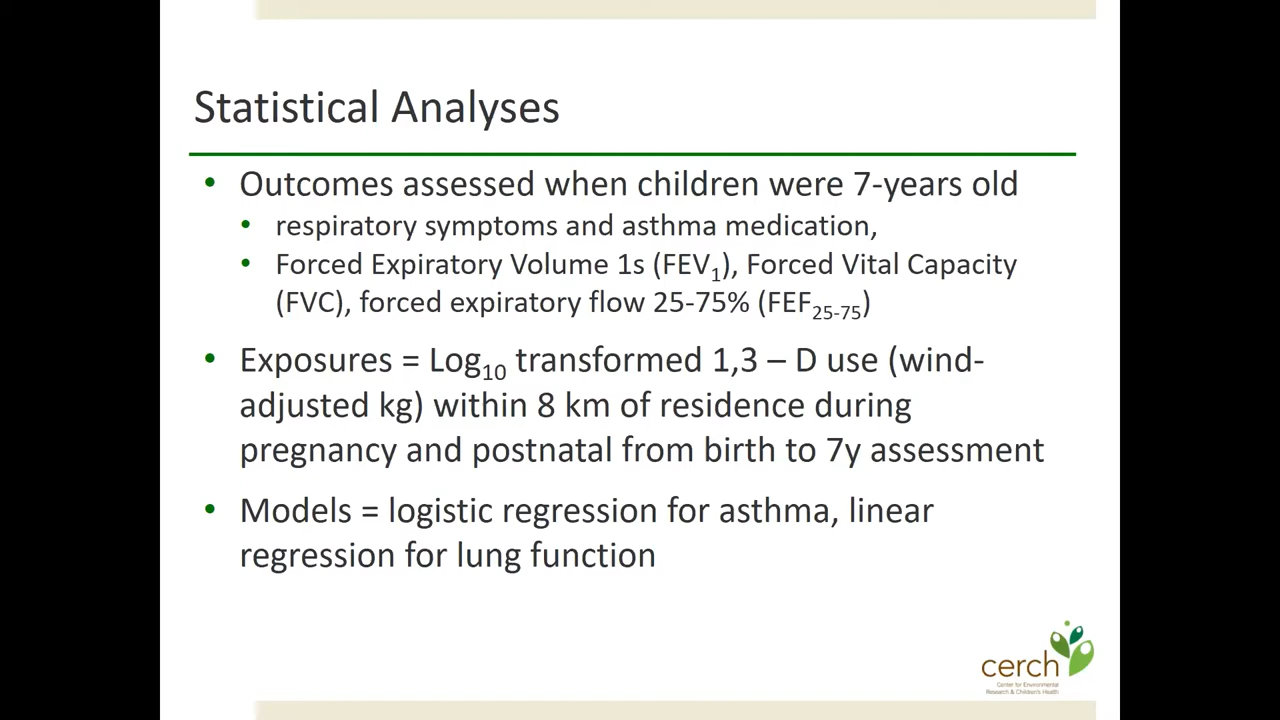 Statistical Analyses
• Outcomes assessed when children were 7-years old
• respiratory symptoms and asthma medication,
• Forced Expiratory Volume 1s (FEV1), Forced Vital Capacity
(FVC), forced expiratory flow 25-75% (FEF25-75)
• Exposures = Log10 transformed 1,3 – D use (wind-
adjusted kg) within 8 km of residence during
pregnancy and postnatal from birth to 7y assessment
• Models = logistic regression for asthma, linear
regression for lung function
cerch
Center for Environmental
Research & Children's Health